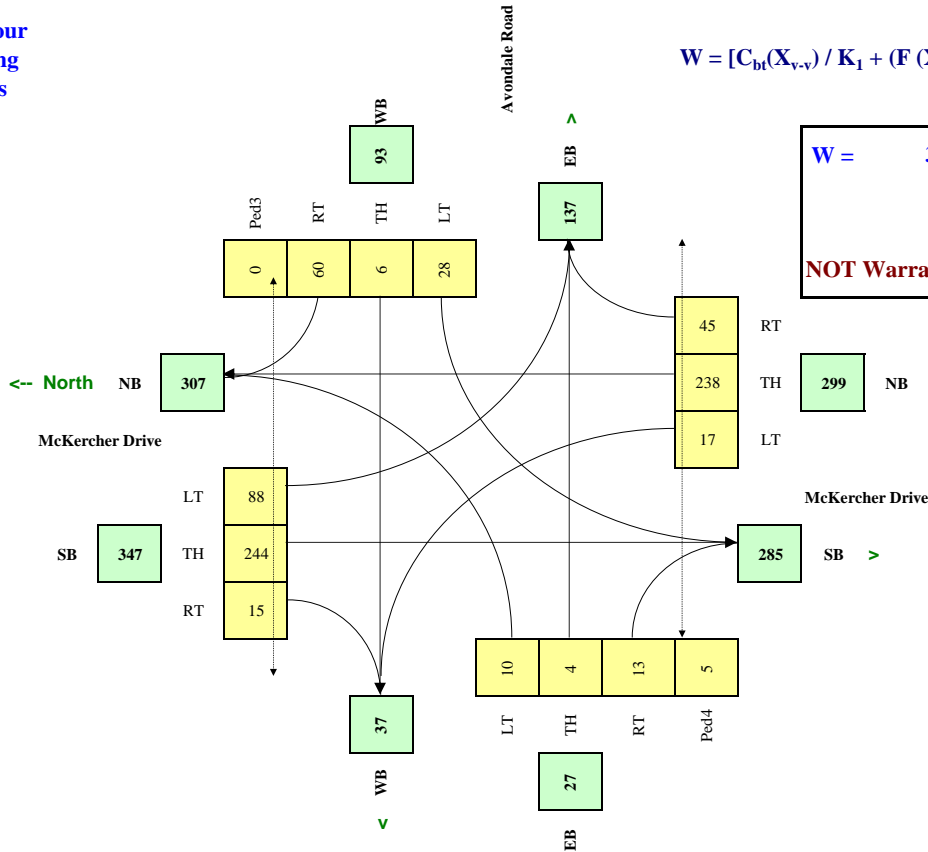 our
ng
s
Avondale Road
W = [Cbt(Xv-v) / K1 + (F (X
WB
93
^
EB
137
W =
NOT Warra
Ped3
RT
TH
LT
0
60
6
28
45
RT
<-- North
NB
307
238
TH
299
NB
McKercher Drive
17
LT
LT
88
McKercher Drive
SB
347
TH
244
285
SB
>
RT
15
10
4
13
5
37
LT
TH
RT
Ped4
WB
27
v
EB